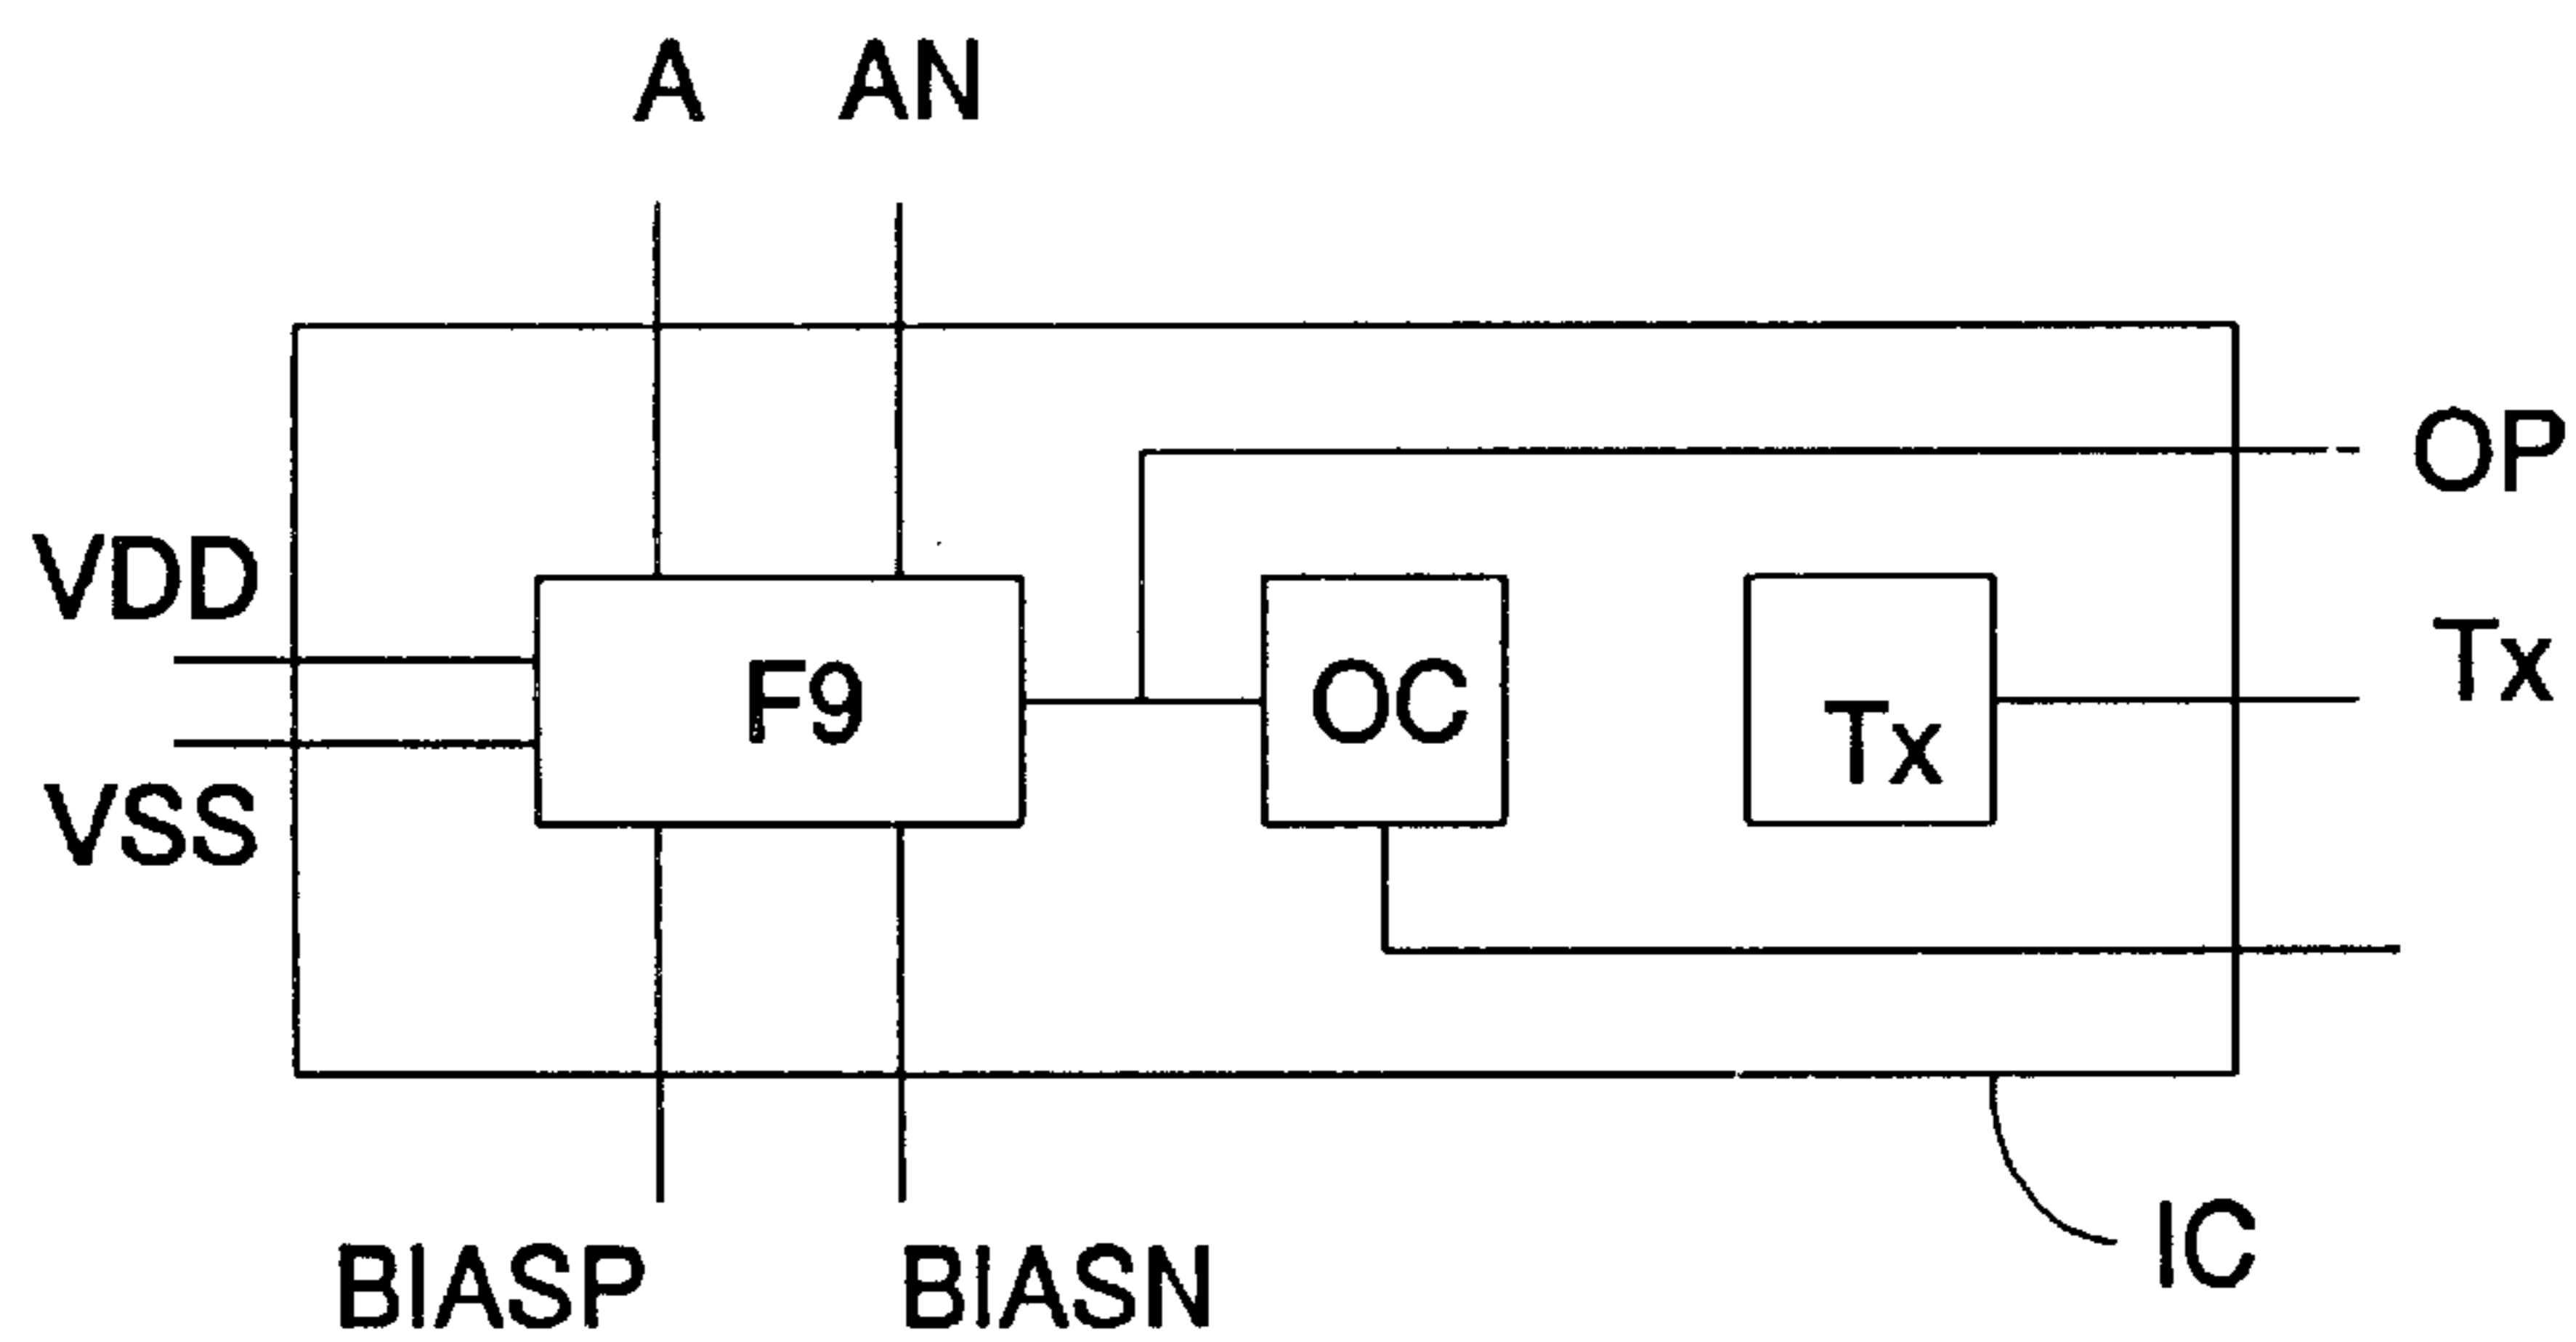 A AN
OP
VDD
Tx
F9 OC Tx
VSS
IC
BIASP BIASN